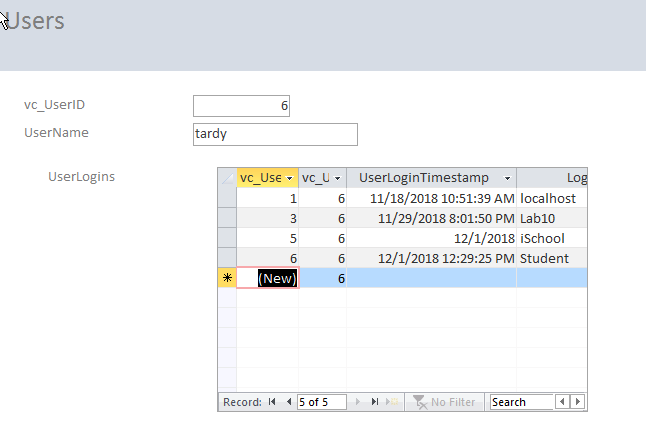 Users
vc_UserID 6
UserName tardy
UserLogins
vc_Use vc_U UserLoginTimestamp Log
1 6 11/18/2018 10:51:39 AM localhost
3 6 11/29/2018 8:01:50 PM Lab10
5 6 12/1/2018 iSchool
6 6 12/1/2018 12:29:25 PM Student
* (New) 6
Record: 5 of 5 No Filter Search